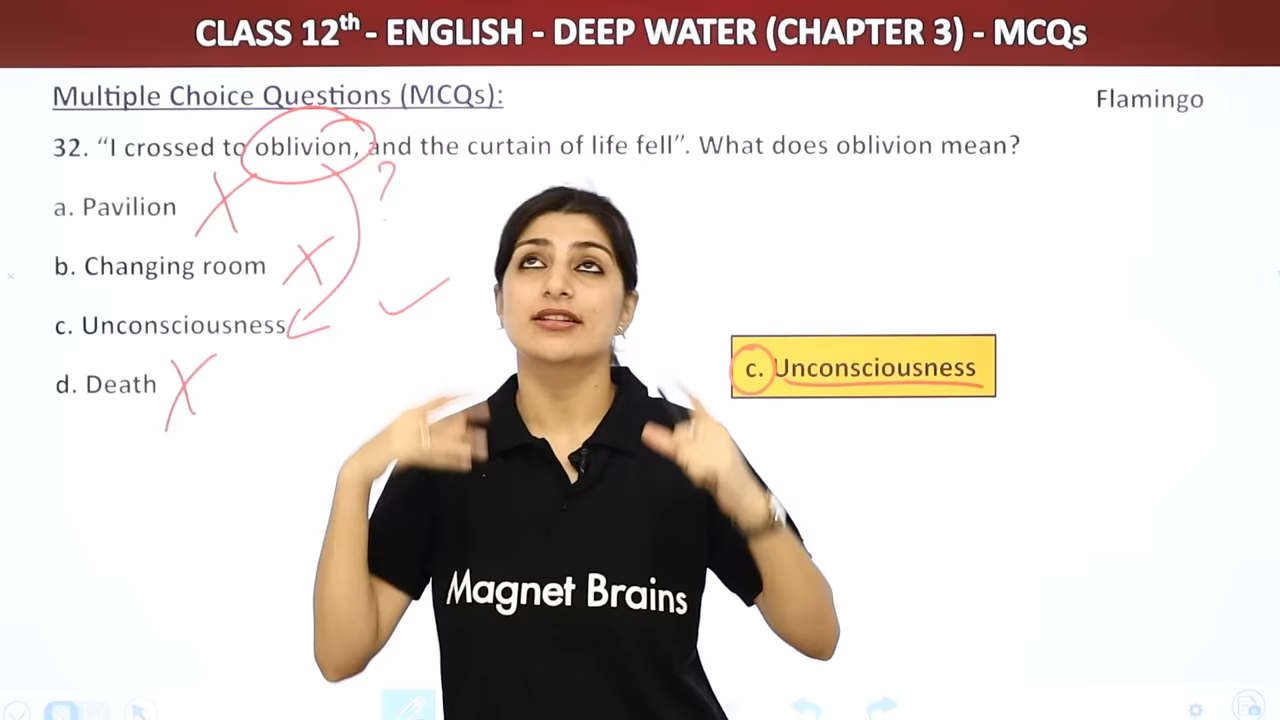 CLASS 12th - ENGLISH - DEEP WATER (CHAPTER 3) - MCQs
Multiple Choice Questions (MCQs):
Flamingo
32. “I crossed to oblivion, and the curtain of life fell”. What does oblivion mean?
?
a. Pavilion
b. Changing room
c. Unconsciousness
d. Death
c. Unconsciousness
Magnet Brains